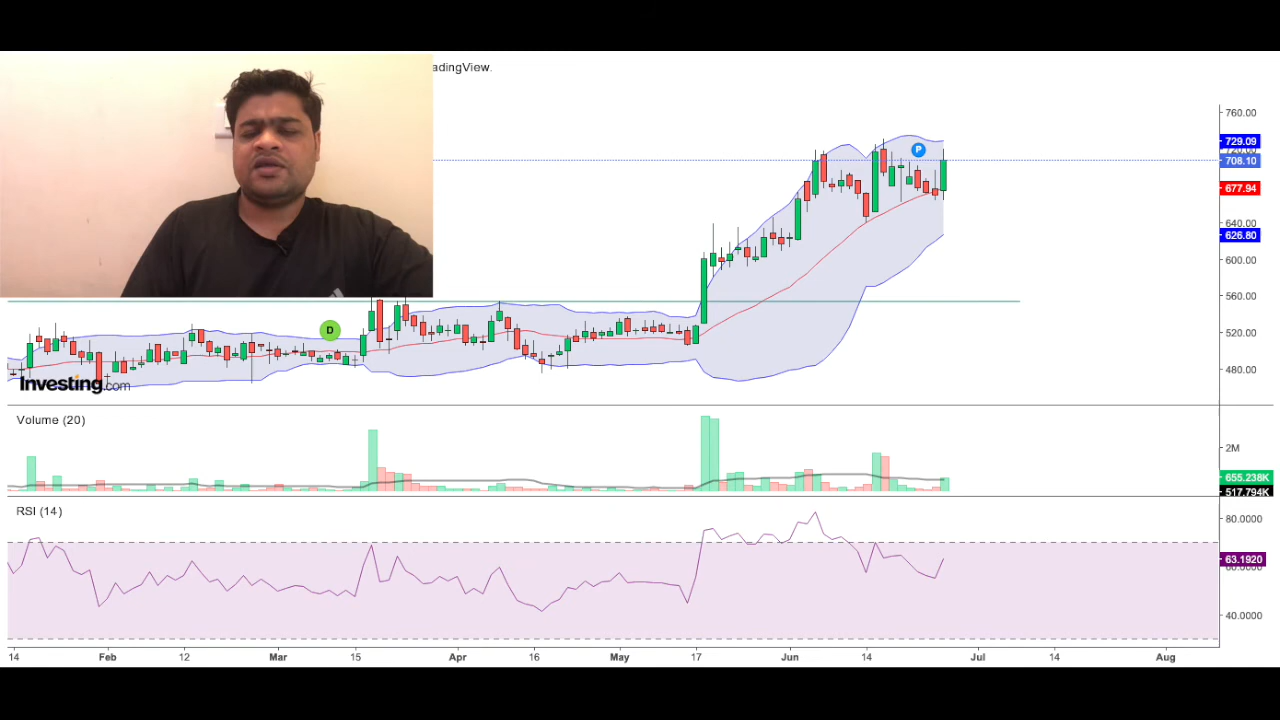 adingView.
760.00
729.09
708.10
P
677.94
640.00
626.80
600.00
560.00
D
520.00
480.00
Investing.com
Volume (20)
2M
655.238K
517.794K
RSI (14)
80.0000
63.1920
40.0000
14 Feb 12 Mar 15 Apr 16 May 17 Jun 14 Jul 14 Aug